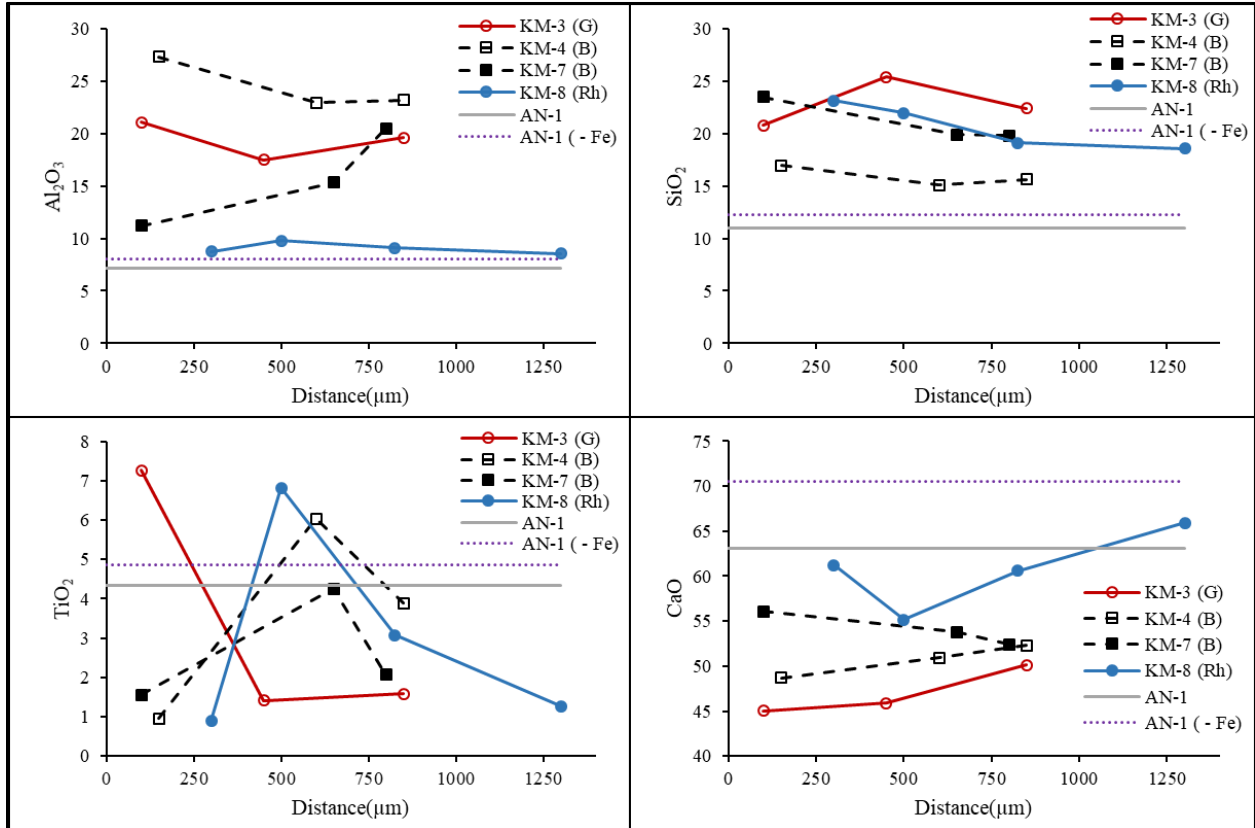 Al₂O₃
30
25
20
15
10
5
0
0 250 500 750 1000 1250
Distance(µm)
KM-3 (G)
KM-4 (B)
KM-7 (B)
KM-8 (Rh)
AN-1
AN-1 ( - Fe)
SiO₂
30
25
20
15
10
5
0
0 250 500 750 1000 1250
Distance(µm)
KM-3 (G)
KM-4 (B)
KM-7 (B)
KM-8 (Rh)
AN-1
AN-1 ( - Fe)
TiO₂
8
7
6
5
4
3
2
1
0
0 250 500 750 1000 1250
Distance(µm)
KM-3 (G)
KM-4 (B)
KM-7 (B)
KM-8 (Rh)
AN-1
AN-1 ( - Fe)
CaO
75
70
65
60
55
50
45
40
0 250 500 750 1000 1250
Distance(µm)
KM-3 (G)
KM-4 (B)
KM-7 (B)
KM-8 (Rh)
AN-1
AN-1 ( - Fe)